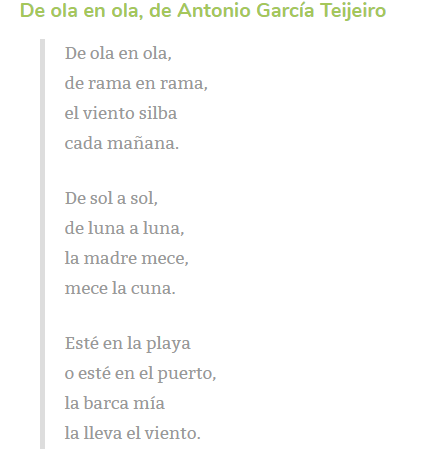 De ola en ola, de Antonio García Teijeiro
De ola en ola,
de rama en rama,
el viento silba
cada mañana.
De sol a sol,
de luna a luna,
la madre mece,
mece la cuna.
Esté en la playa
o esté en el puerto,
la barca mía
la lleva el viento.